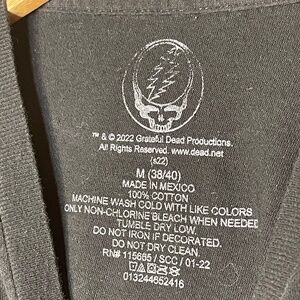 ™ & © 2022 Grateful Dead Productions.
All Rights Reserved. www.dead.net
(s22)
M (38/40)
MADE IN MEXICO
100% COTTON
MACHINE WASH COLD WITH LIKE COLORS
ONLY NON-CHLORINE BLEACH WHEN NEEDED
TUMBLE DRY LOW.
DO NOT IRON IF DECORATED.
DO NOT DRY CLEAN.
RN# 115685 / SCC / 01-22
013244652416